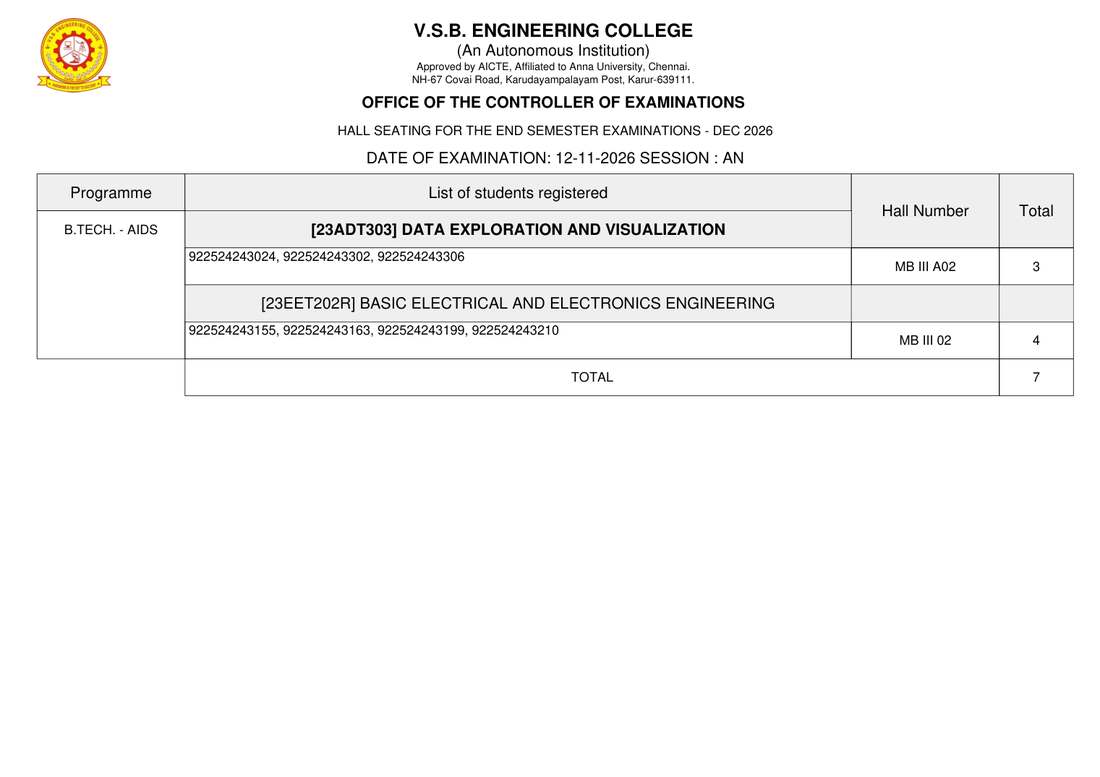 V.S.B. ENGINEERING COLLEGE
(An Autonomous Institution)
Approved by AICTE, Affiliated to Anna University, Chennai.
NH-67 Covai Road, Karudayampalayam Post, Karur-639111.
OFFICE OF THE CONTROLLER OF EXAMINATIONS
HALL SEATING FOR THE END SEMESTER EXAMINATIONS - DEC 2026
DATE OF EXAMINATION: 12-11-2026 SESSION : AN
Programme List of students registered Hall Number Total
B.TECH. - AIDS [23ADT303] DATA EXPLORATION AND VISUALIZATION
922524243024, 922524243302, 922524243306 MB III A02 3
[23EET202R] BASIC ELECTRICAL AND ELECTRONICS ENGINEERING
922524243155, 922524243163, 922524243199, 922524243210 MB III 02 4
TOTAL 7